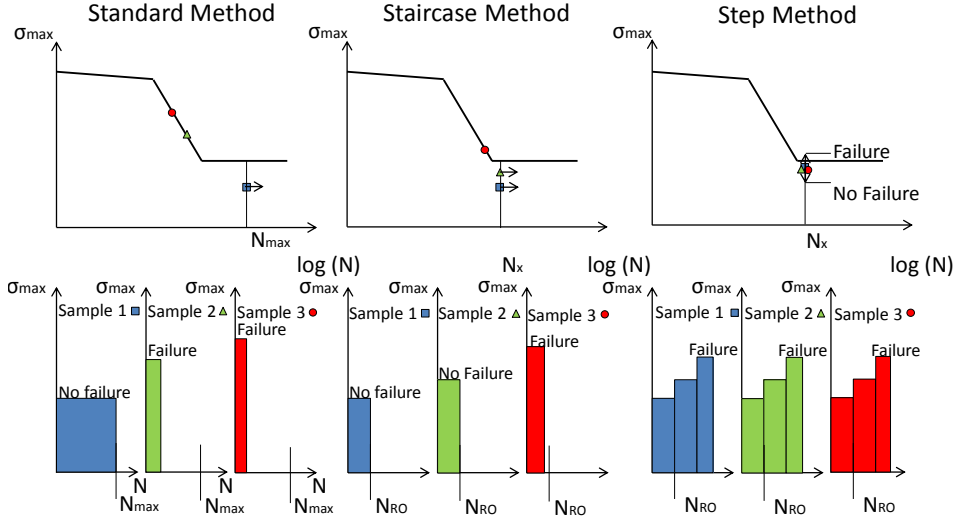 Standard Method
Staircase Method
Step Method
σmax
σmax
σmax
Failure
No Failure
Nmax
Nx
log (N)
Nx
log (N)
log (N)
σmax
σmax
σmax
σmax
σmax
σmax
σmax
σmax
σmax
Sample 1
Sample 2
Sample 3
Sample 1
Sample 2
Sample 3
Sample 1
Sample 2
Sample 3
Failure
Failure
No failure
No failure
No Failure
Failure
Failure
Failure
Failure
N
N
N
Nmax
Nmax
Nmax
NRO
NRO
NRO
NRO
NRO
NRO